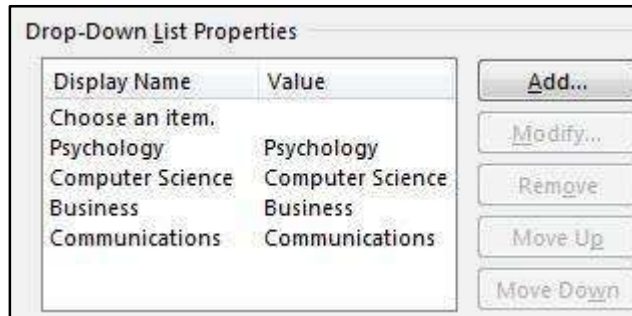 Drop-Down List Properties
Display Name Value
Choose an item.
Psychology Psychology
Computer Science Computer Science
Business Business
Communications Communications
Add...
Modify...
Remove
Move Up
Move Down